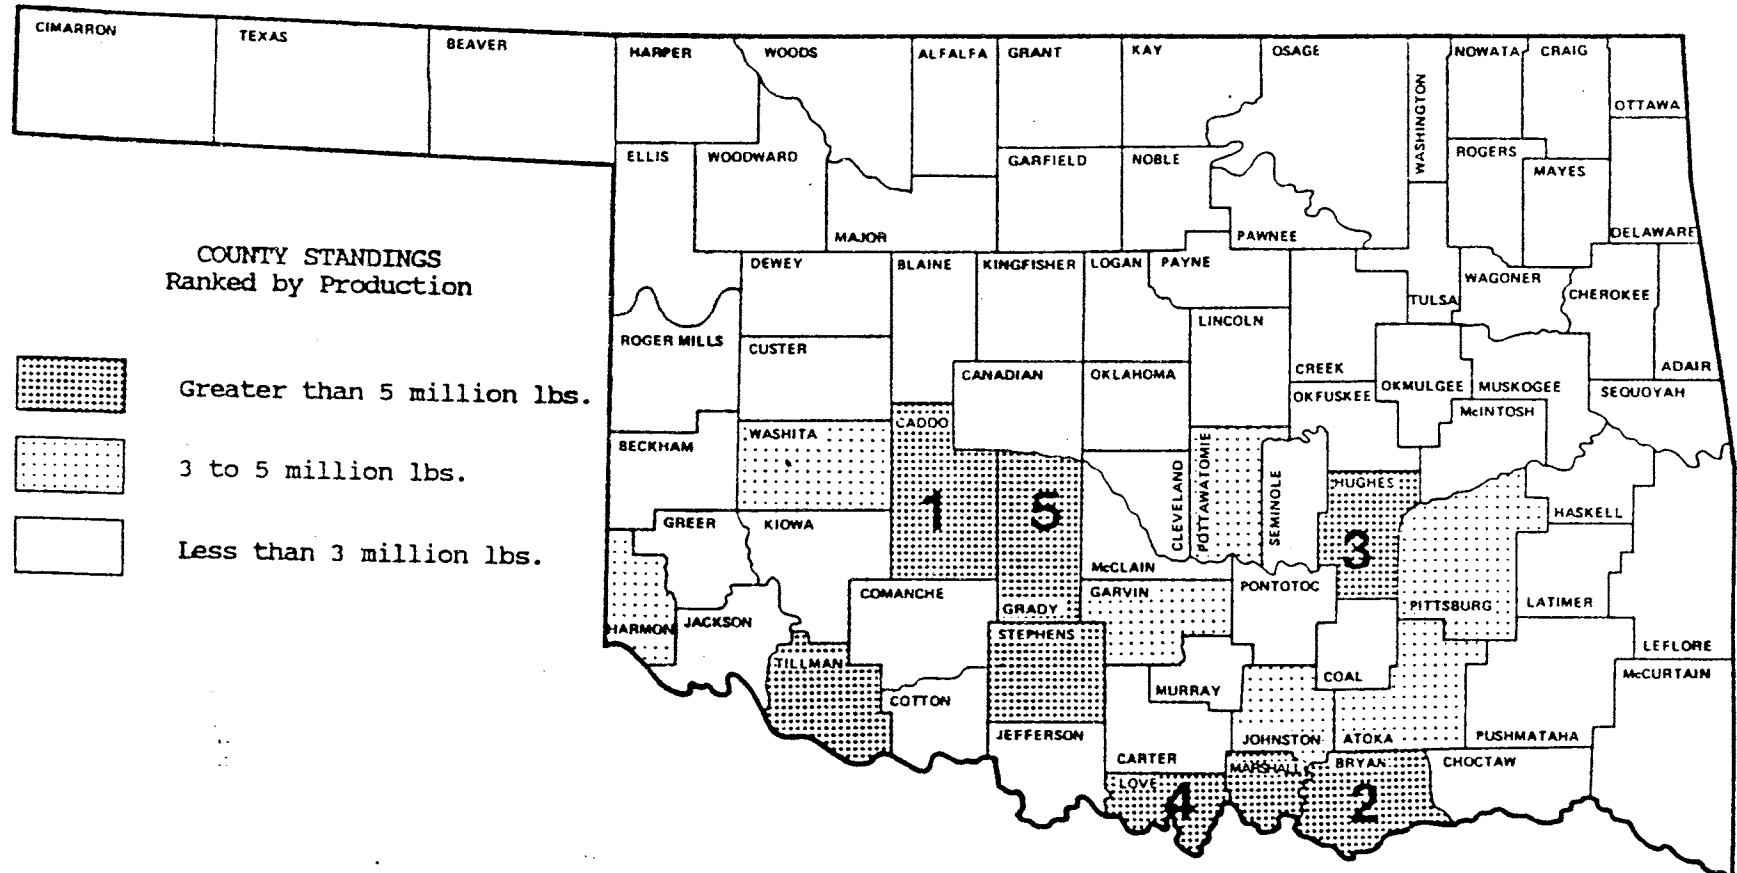 CIMARRON
TEXAS
BEAVER
HARPER
WOODS
ALFALFA
GRANT
KAY
OSAGE
WASHINGTON
NOWATA
CRAIG
OTTAWA
ELLIS
WOODWARD
GARFIELD
NOBLE
ROGERS
MAYES
MAJOR
PAWNEE
DELAWARE
COUNTY STANDINGS
Ranked by Production
DEWEY
BLAINE
KINGFISHER
LOGAN
PAYNE
TULSA
WAGONER
CHEROKEE
ROGER MILLS
CUSTER
LINCOLN
CANADIAN
OKLAHOMA
CREEK
OKMULGEE
MUSKOGEE
ADAIR
SEQUOYAH
Greater than 5 million lbs.
OKFUSKEE
McINTOSH
BECKHAM
WASHITA
CADDO
CLEVELAND
POTTAWATOMIE
SEMINOLE
HUGHES
3 to 5 million lbs.
GREER
KIOWA
1
5
3
HASKELL
Less than 3 million lbs.
McCLAIN
COMANCHE
GRADY
GARVIN
PONTOTOC
PITTSBURG
LATIMER
HARMON
JACKSON
STEPHENS
LEFLORE
TILLMAN
COTTON
MURRAY
COAL
McCURTAIN
JEFFERSON
CARTER
JOHNSTON
ATOKA
PUSHMATAHA
LOVE
MARSHALL
BRYAN
CHOCTAW
4
2